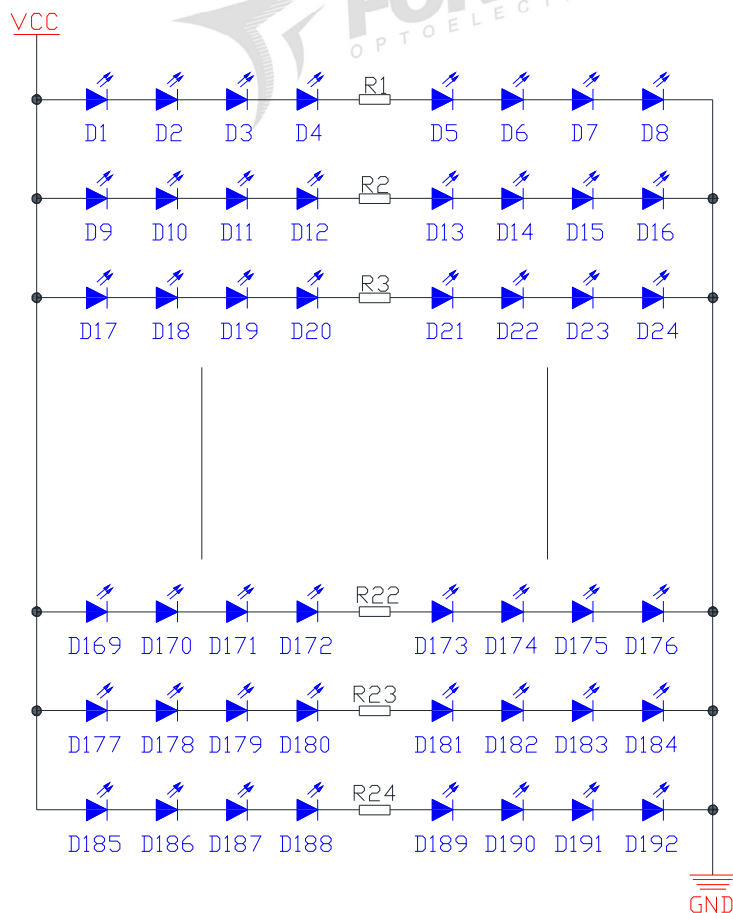 VCC
OPTOELEC
R1
D1 D2 D3 D4 D5 D6 D7 D8
R2
D9 D10 D11 D12 D13 D14 D15 D16
R3
D17 D18 D19 D20 D21 D22 D23 D24
R22
D169 D170 D171 D172 D173 D174 D175 D176
R23
D177 D178 D179 D180 D181 D182 D183 D184
R24
D185 D186 D187 D188 D189 D190 D191 D192
GND